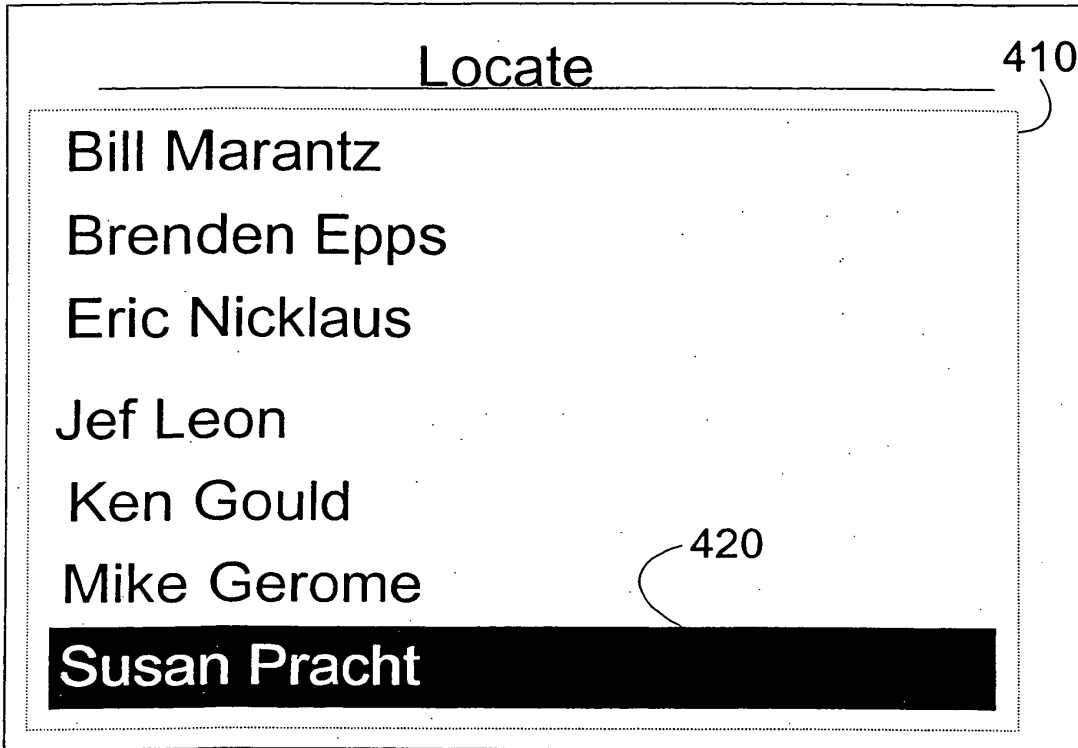 Locate
410
Bill Marantz
Brenden Epps
Eric Nicklaus
Jef Leon
Ken Gould
420
Mike Gerome
Susan Pracht